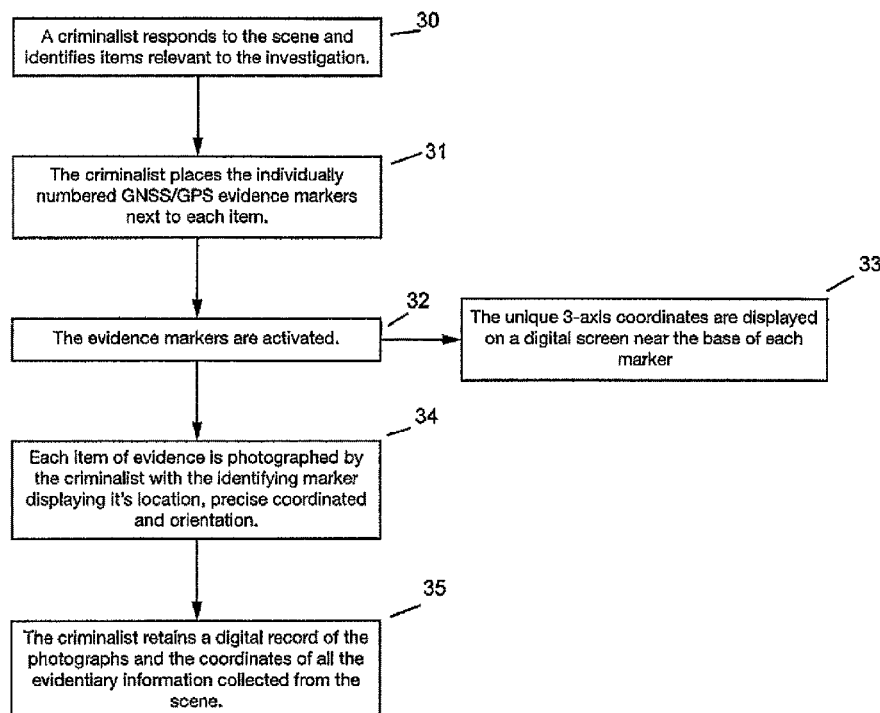 30
A criminalist responds to the scene and
identifies items relevant to the investigation.
31
The criminalist places the individually
numbered GNSS/GPS evidence markers
next to each item.
32
The evidence markers are activated.
33
The unique 3-axis coordinates are displayed
on a digital screen near the base of each
marker
34
Each item of evidence is photographed by
the criminalist with the identifying marker
displaying it's location, precise coordinated
and orientation.
35
The criminalist retains a digital record of the
photographs and the coordinates of all the
evidentiary information collected from the
scene.